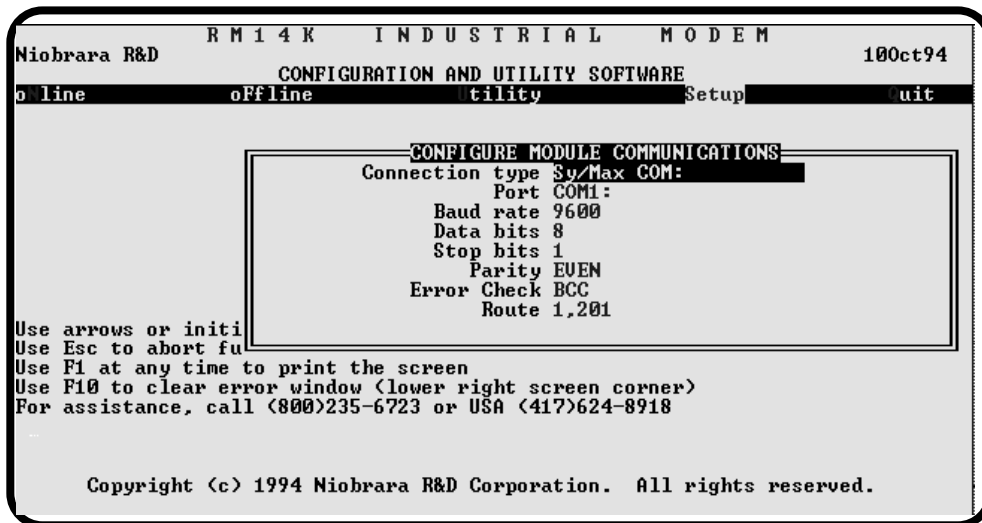 RM14K INDUSTRIAL MODEM
Niobrara R&D 10Oct94
CONFIGURATION AND UTILITY SOFTWARE
oNline oFfline Utility Setup Quit
CONFIGURE MODULE COMMUNICATIONS
Connection type Sy/Max COM:
Port COM1:
Baud rate 9600
Data bits 8
Stop bits 1
Parity EVEN
Error Check BCC
Route 1,201
Use arrows or initi
Use Esc to abort fu
Use F1 at any time to print the screen
Use F10 to clear error window (lower right screen corner)
For assistance, call (800)235-6723 or USA (417)624-8918
Copyright (c) 1994 Niobrara R&D Corporation. All rights reserved.